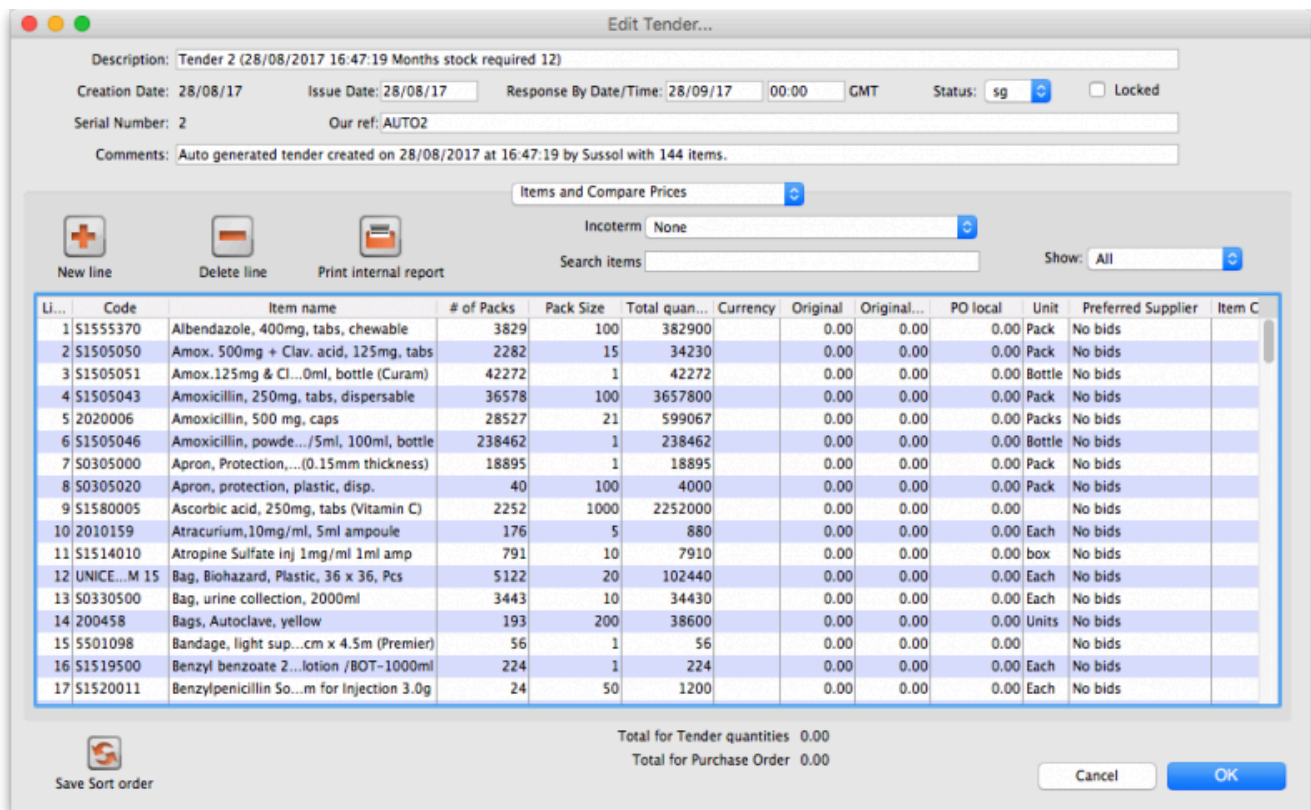 Edit Tender...
Description: Tender 2 (28/08/2017 16:47:19 Months stock required 12)
Creation Date: 28/08/17 Issue Date: 28/08/17 Response By Date/Time: 28/09/17 00:00 GMT Status: sg Locked
Serial Number: 2 Our ref: AUTO2
Comments: Auto generated tender created on 28/08/2017 at 16:47:19 by Sussol with 144 items.
Items and Compare Prices
Incoterm None
New line Delete line Print internal report Search items Show: All
Li... Code Item name # of Packs Pack Size Total quan... Currency Original Original... PO local Unit Preferred Supplier Item C
1 S1555370 Albendazole, 400mg, tabs, chewable 3829 100 382900 0.00 0.00 0.00 Pack No bids
2 S1505050 Amox. 500mg + Clav. acid, 125mg, tabs 2282 15 34230 0.00 0.00 0.00 Pack No bids
3 S1505051 Amox.125mg & Cl...0ml, bottle (Curam) 42272 1 42272 0.00 0.00 0.00 Bottle No bids
4 S1505043 Amoxicillin, 250mg, tabs, dispersable 36578 100 3657800 0.00 0.00 0.00 Pack No bids
5 2020006 Amoxicillin, 500 mg, caps 28527 21 599067 0.00 0.00 0.00 Packs No bids
6 S1505046 Amoxicillin, powde.../5ml, 100ml, bottle 238462 1 238462 0.00 0.00 0.00 Bottle No bids
7 S0305000 Apron, Protection,...(0.15mm thickness) 18895 1 18895 0.00 0.00 0.00 Pack No bids
8 S0305020 Apron, protection, plastic, disp. 40 100 4000 0.00 0.00 0.00 Pack No bids
9 S1580005 Ascorbic acid, 250mg, tabs (Vitamin C) 2252 1000 2252000 0.00 0.00 0.00 No bids
10 2010159 Atracurium,10mg/ml, 5ml ampoule 176 5 880 0.00 0.00 0.00 Each No bids
11 S1514010 Atropine Sulfate inj 1mg/ml 1ml amp 791 10 7910 0.00 0.00 0.00 box No bids
12 UNICE...M 15 Bag, Biohazard, Plastic, 36 x 36, Pcs 5122 20 102440 0.00 0.00 0.00 Each No bids
13 S0330500 Bag, urine collection, 2000ml 3443 10 34430 0.00 0.00 0.00 Each No bids
14 200458 Bags, Autoclave, yellow 193 200 38600 0.00 0.00 0.00 Units No bids
15 S501098 Bandage, light sup...cm x 4.5m (Premier) 56 1 56 0.00 0.00 0.00 No bids
16 S1519500 Benzyl benzoate 2...lotion /BOT-1000ml 224 1 224 0.00 0.00 0.00 Each No bids
17 S1520011 Benzylpenicillin So...m for Injection 3.0g 24 50 1200 0.00 0.00 0.00 Each No bids
Total for Tender quantities 0.00
Total for Purchase Order 0.00
Save Sort order Cancel OK